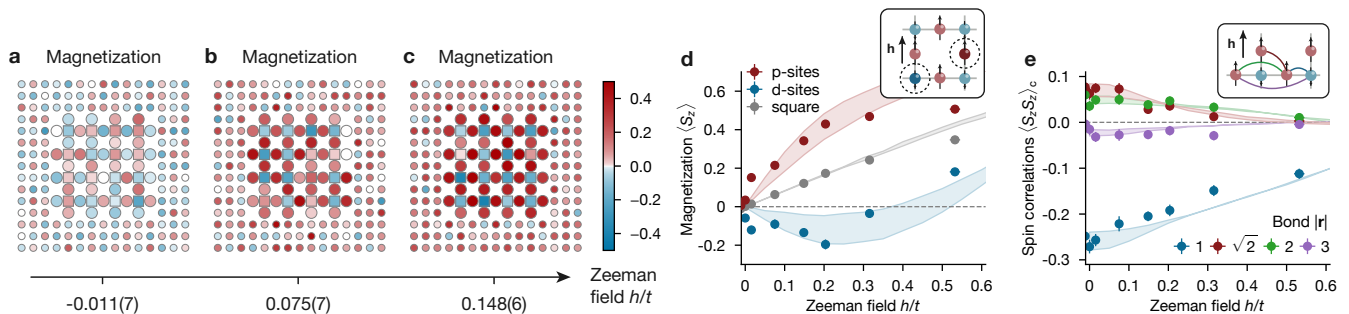 a Magnetization
b Magnetization
c Magnetization
0.4
0.2
0.0
−0.2
−0.4
Zeeman
field h/t
-0.011(7)
0.075(7)
0.148(6)
d
h
p-sites
d-sites
square
Magnetization ⟨Sz⟩
0.6
0.4
0.2
0
-0.2
0 0.1 0.2 0.3 0.4 0.5 0.6
Zeeman field h/t
e
h
Spin correlations ⟨SzSz⟩c
0.1
0.0
-0.1
-0.2
-0.3
Bond |r|
1 √2 2 3
0 0.1 0.2 0.3 0.4 0.5 0.6
Zeeman field h/t